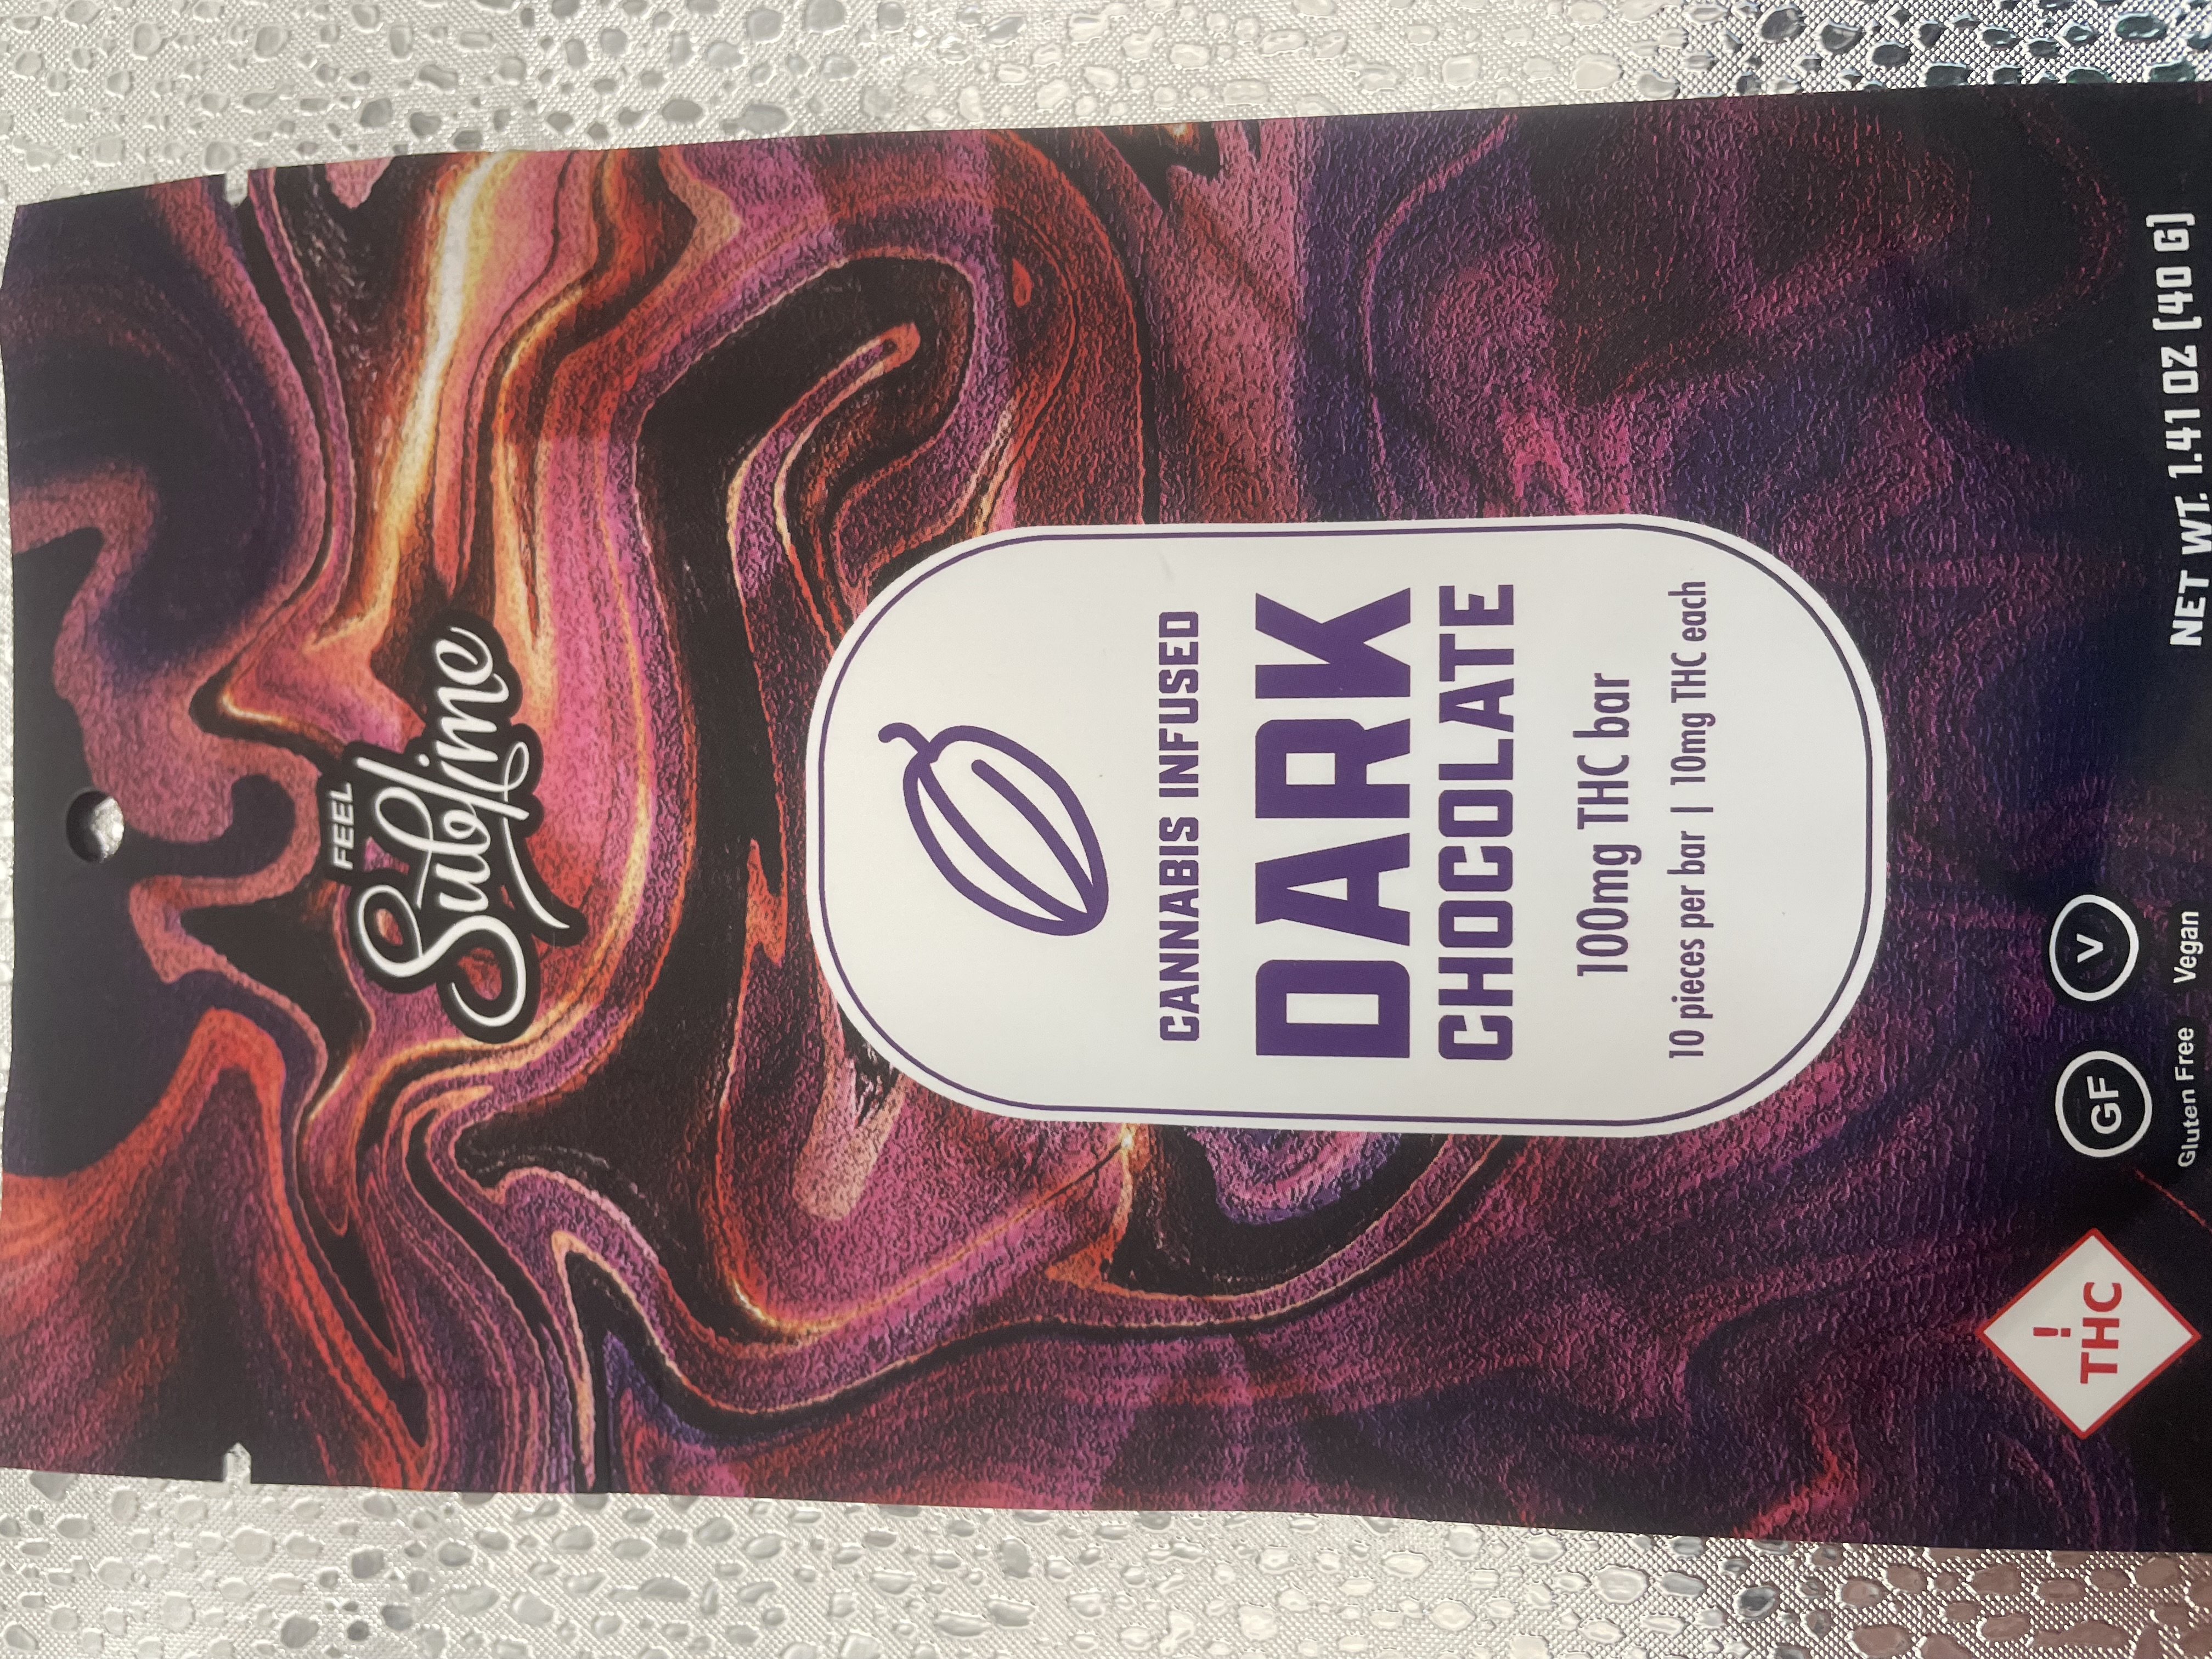 FEEL
Sublime
CANNABIS INFUSED
DARK
CHOCOLATE
100mg THC bar
10 pieces per bar | 10mg THC each
!
THC
GF
Gluten Free
V
Vegan
NET WT. 1.41 OZ [40 G]